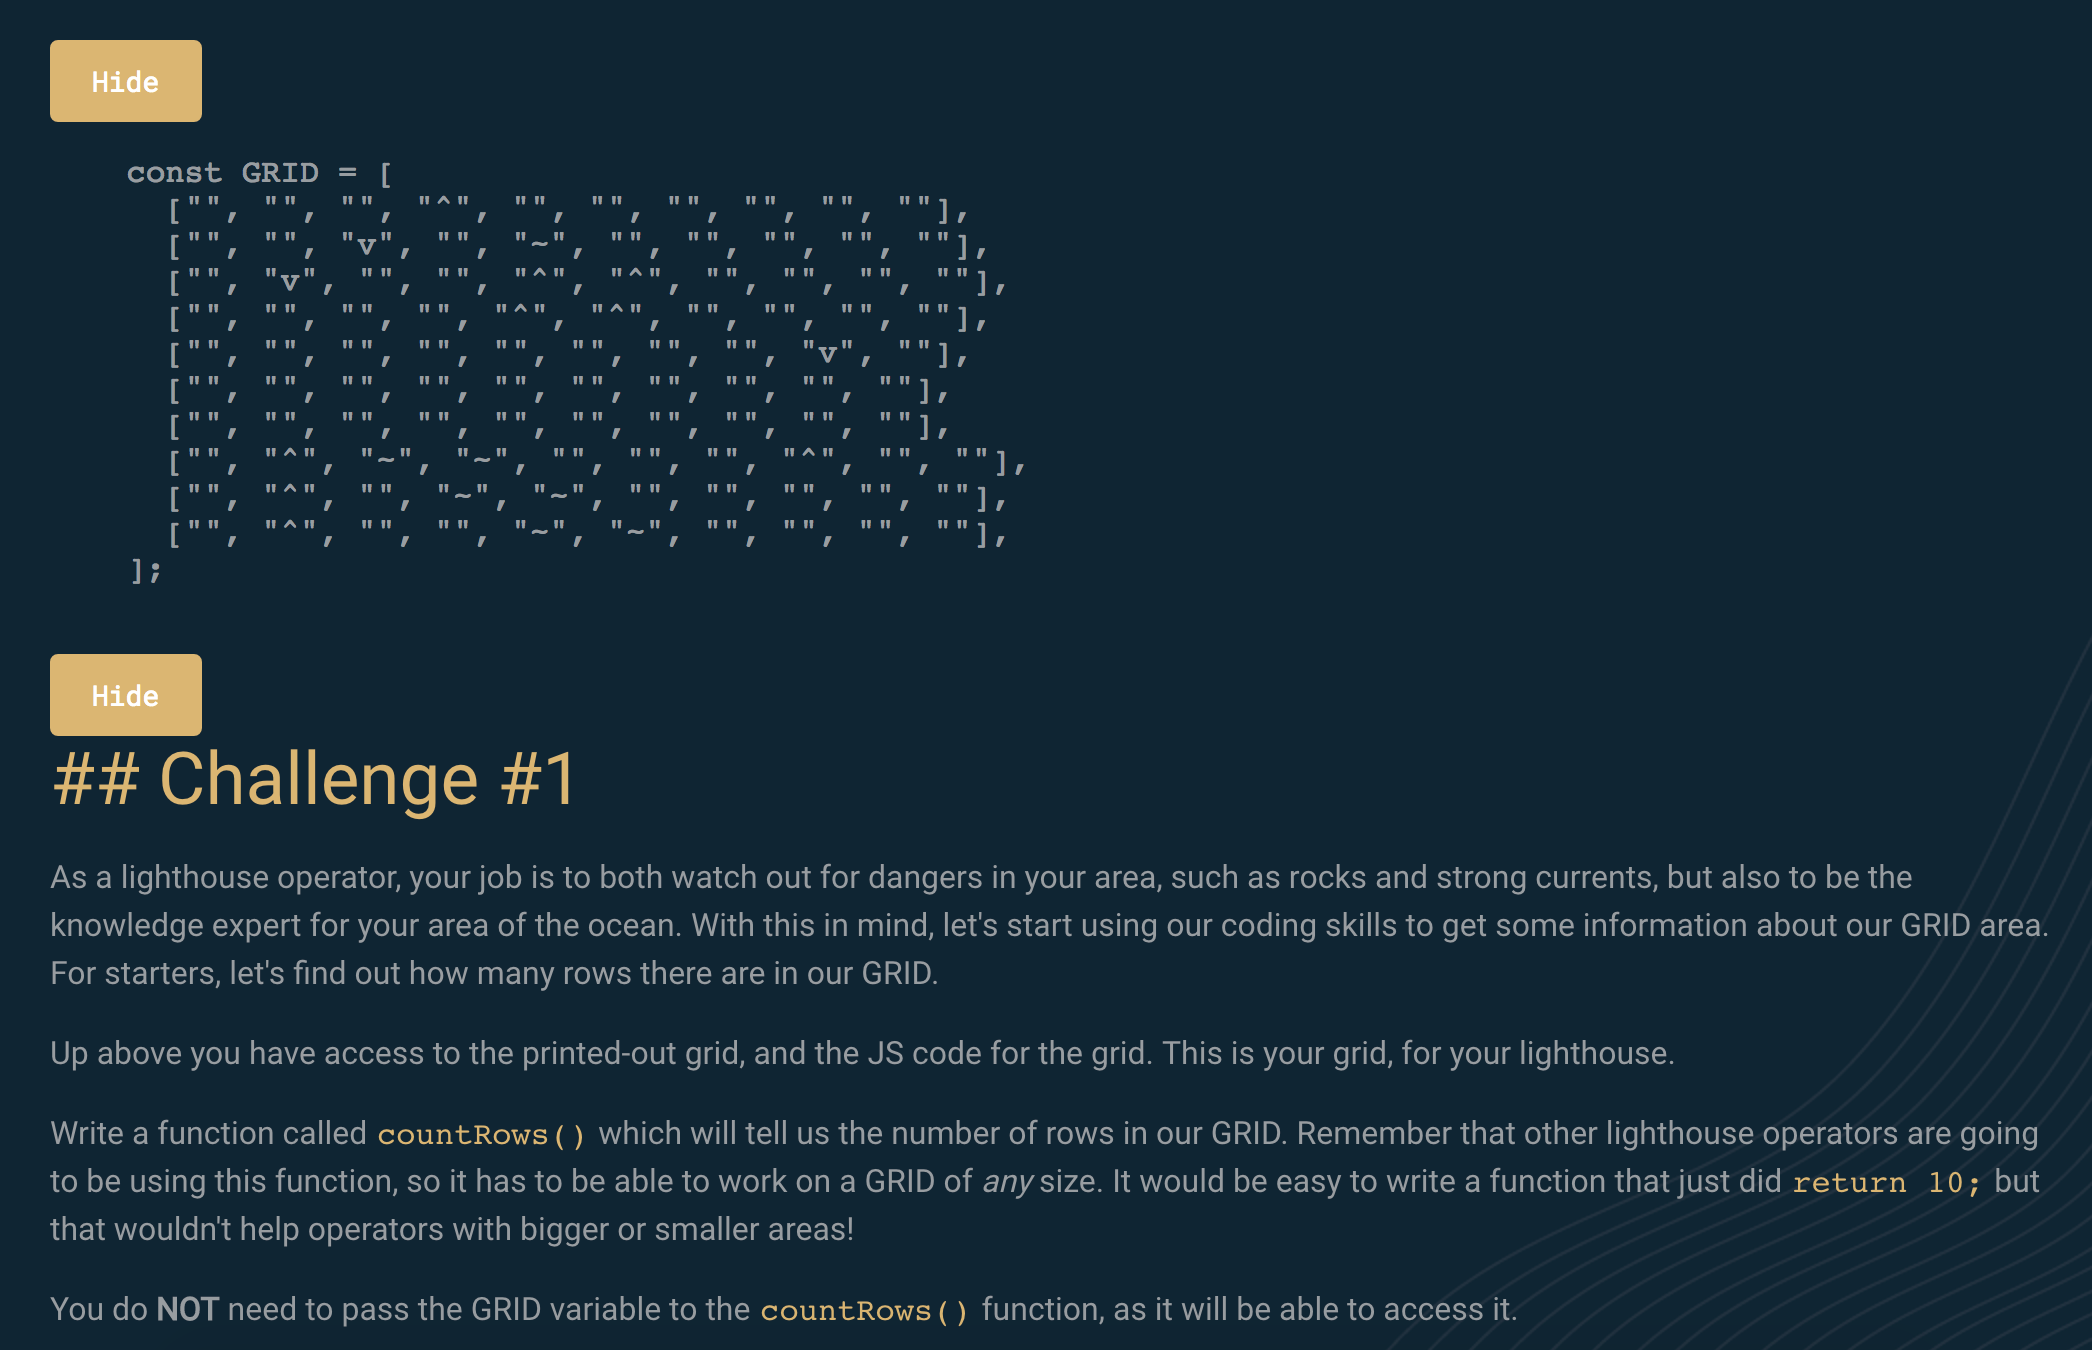 Hide
const GRID = [
["", "", "", "^", "", "", "", "", "", ""],
["", "", "v", "", "~", "", "", "", "", ""],
["", "v", "", "", "^", "^", "", "", "", ""],
["", "", "", "", "^", "^", "", "", "", ""],
["", "", "", "", "", "", "", "", "v", ""],
["", "", "", "", "", "", "", "", "", ""],
["", "", "", "", "", "", "", "", "", ""],
["", "^", "~", "~", "", "", "", "^", "", ""],
["", "^", "", "~", "~", "", "", "", "", ""],
["", "^", "", "", "~", "~", "", "", "", ""],
];
Hide
## Challenge #1
As a lighthouse operator, your job is to both watch out for dangers in your area, such as rocks and strong currents, but also to be the
knowledge expert for your area of the ocean. With this in mind, let's start using our coding skills to get some information about our GRID area.
For starters, let's find out how many rows there are in our GRID.
Up above you have access to the printed-out grid, and the JS code for the grid. This is your grid, for your lighthouse.
Write a function called countRows() which will tell us the number of rows in our GRID. Remember that other lighthouse operators are going
to be using this function, so it has to be able to work on a GRID of any size. It would be easy to write a function that just did return 10; but
that wouldn't help operators with bigger or smaller areas!
You do NOT need to pass the GRID variable to the countRows() function, as it will be able to access it.